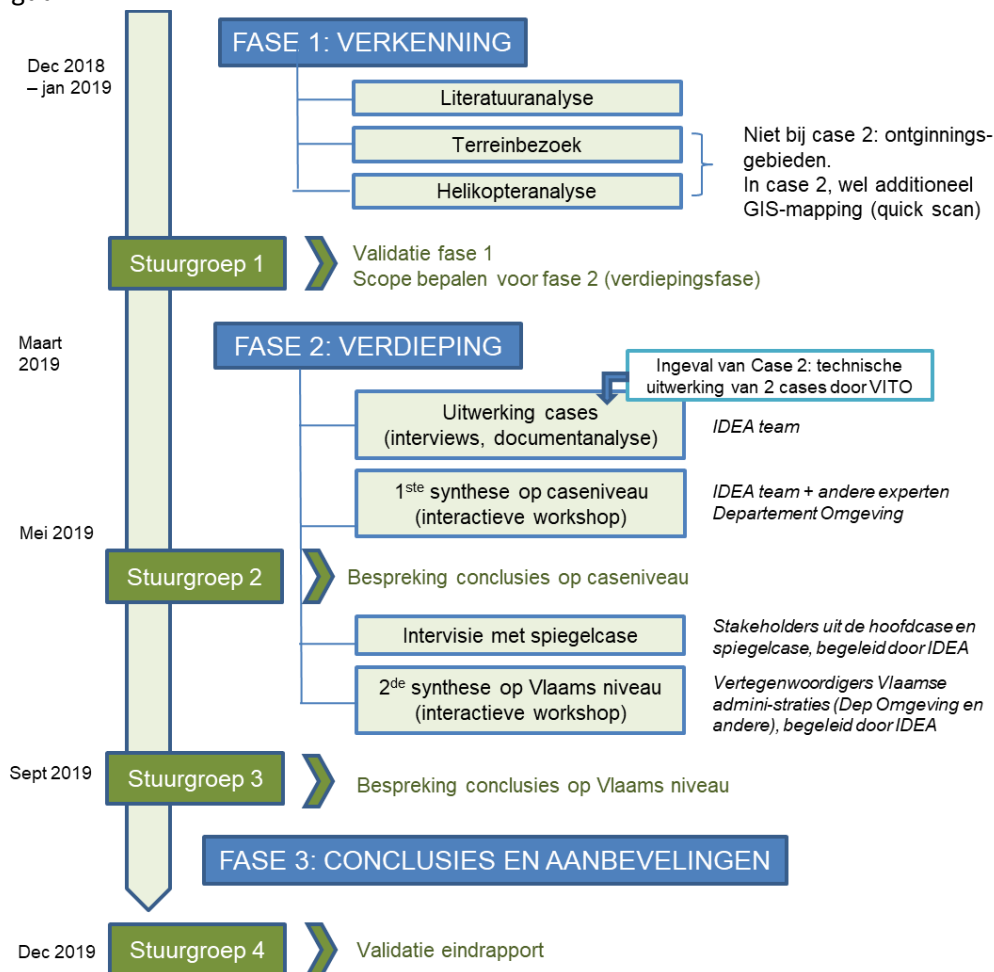 FASE 1: VERKENNING
Dec 2018
– jan 2019
Literatuuranalyse
Terreinbezoek
Helikopteranalyse
Niet bij case 2: ontginnings-
gebieden.
In case 2, wel additioneel
GIS-mapping (quick scan)
Stuurgroep 1
Validatie fase 1
Scope bepalen voor fase 2 (verdiepingsfase)
Maart
2019
FASE 2: VERDIEPING
Ingeval van Case 2: technische
uitwerking van 2 cases door VITO
Uitwerking cases
(interviews, documentanalyse)
IDEA team
1ste synthese op caseniveau
(interactieve workshop)
IDEA team + andere experten
Departement Omgeving
Mei 2019
Stuurgroep 2
Bespreking conclusies op caseniveau
Intervisie met spiegelcase
Stakeholders uit de hoofdcase en
spiegelcase, begeleid door IDEA
2de synthese op Vlaams niveau
(interactieve workshop)
Vertegenwoordigers Vlaamse
admini-straties (Dep Omgeving en
andere), begeleid door IDEA
Sept 2019
Stuurgroep 3
Bespreking conclusies op Vlaams niveau
FASE 3: CONCLUSIES EN AANBEVELINGEN
Dec 2019
Stuurgroep 4
Validatie eindrapport